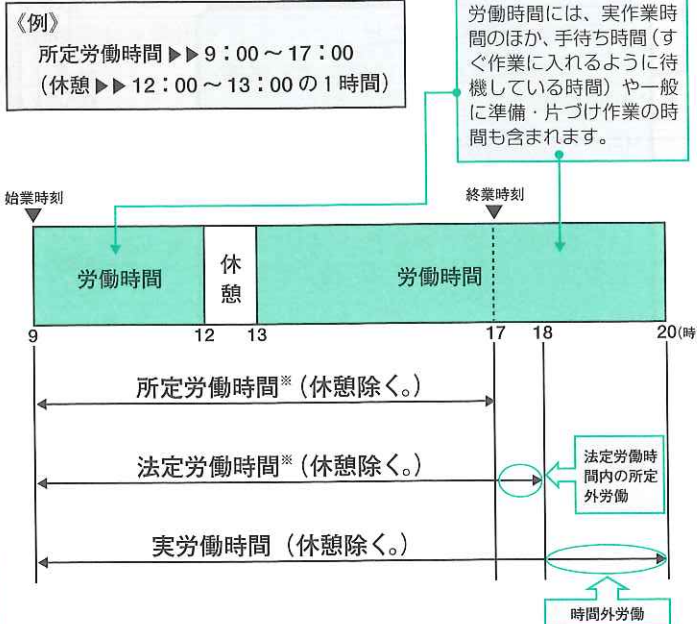 《例》
所定労働時間▶▶9：00～17：00
（休憩▶▶12：00～13：00の1時間）
労働時間には、実作業時
間のほか、手待ち時間（す
ぐ作業に入れるように待
機している時間）や一般
に準備・片づけ作業の時
間も含まれます。
始業時刻
終業時刻
労働時間
休
憩
労働時間
9
12
13
17
18
20(時
所定労働時間※（休憩除く。）
法定労働時間※（休憩除く。）
法定労働時
間内の所定
外労働
実労働時間（休憩除く。）
時間外労働